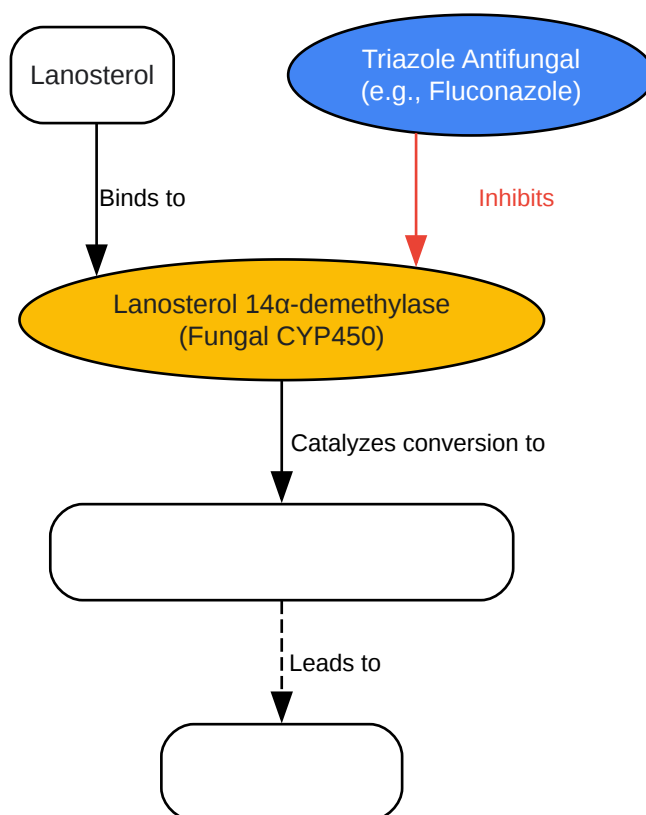 Lanosterol
Triazole Antifungal
(e.g., Fluconazole)
Binds to
Inhibits
Lanosterol 14α-demethylase
(Fungal CYP450)
Catalyzes conversion to
Leads to